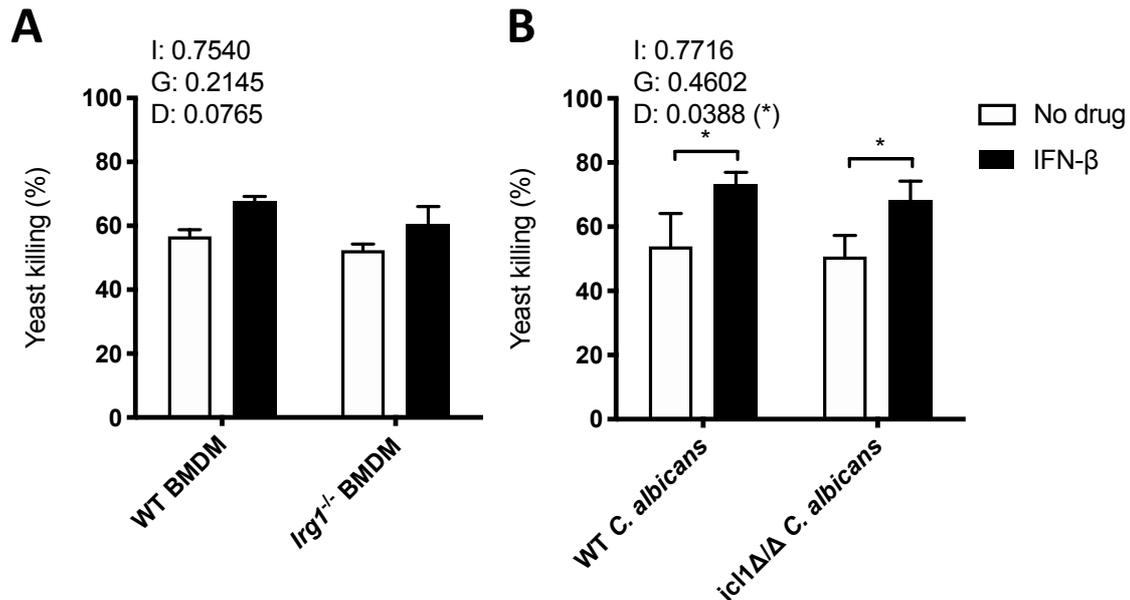 A
I: 0.7540
G: 0.2145
D: 0.0765
Yeast killing (%)
100
80
60
40
20
0
WT BMDM
Irg1-/- BMDM
B
I: 0.7716
G: 0.4602
D: 0.0388 (*)
*
*
Yeast killing (%)
100
80
60
40
20
0
WT C. albicans
icl1Δ/Δ C. albicans
No drug
IFN-β